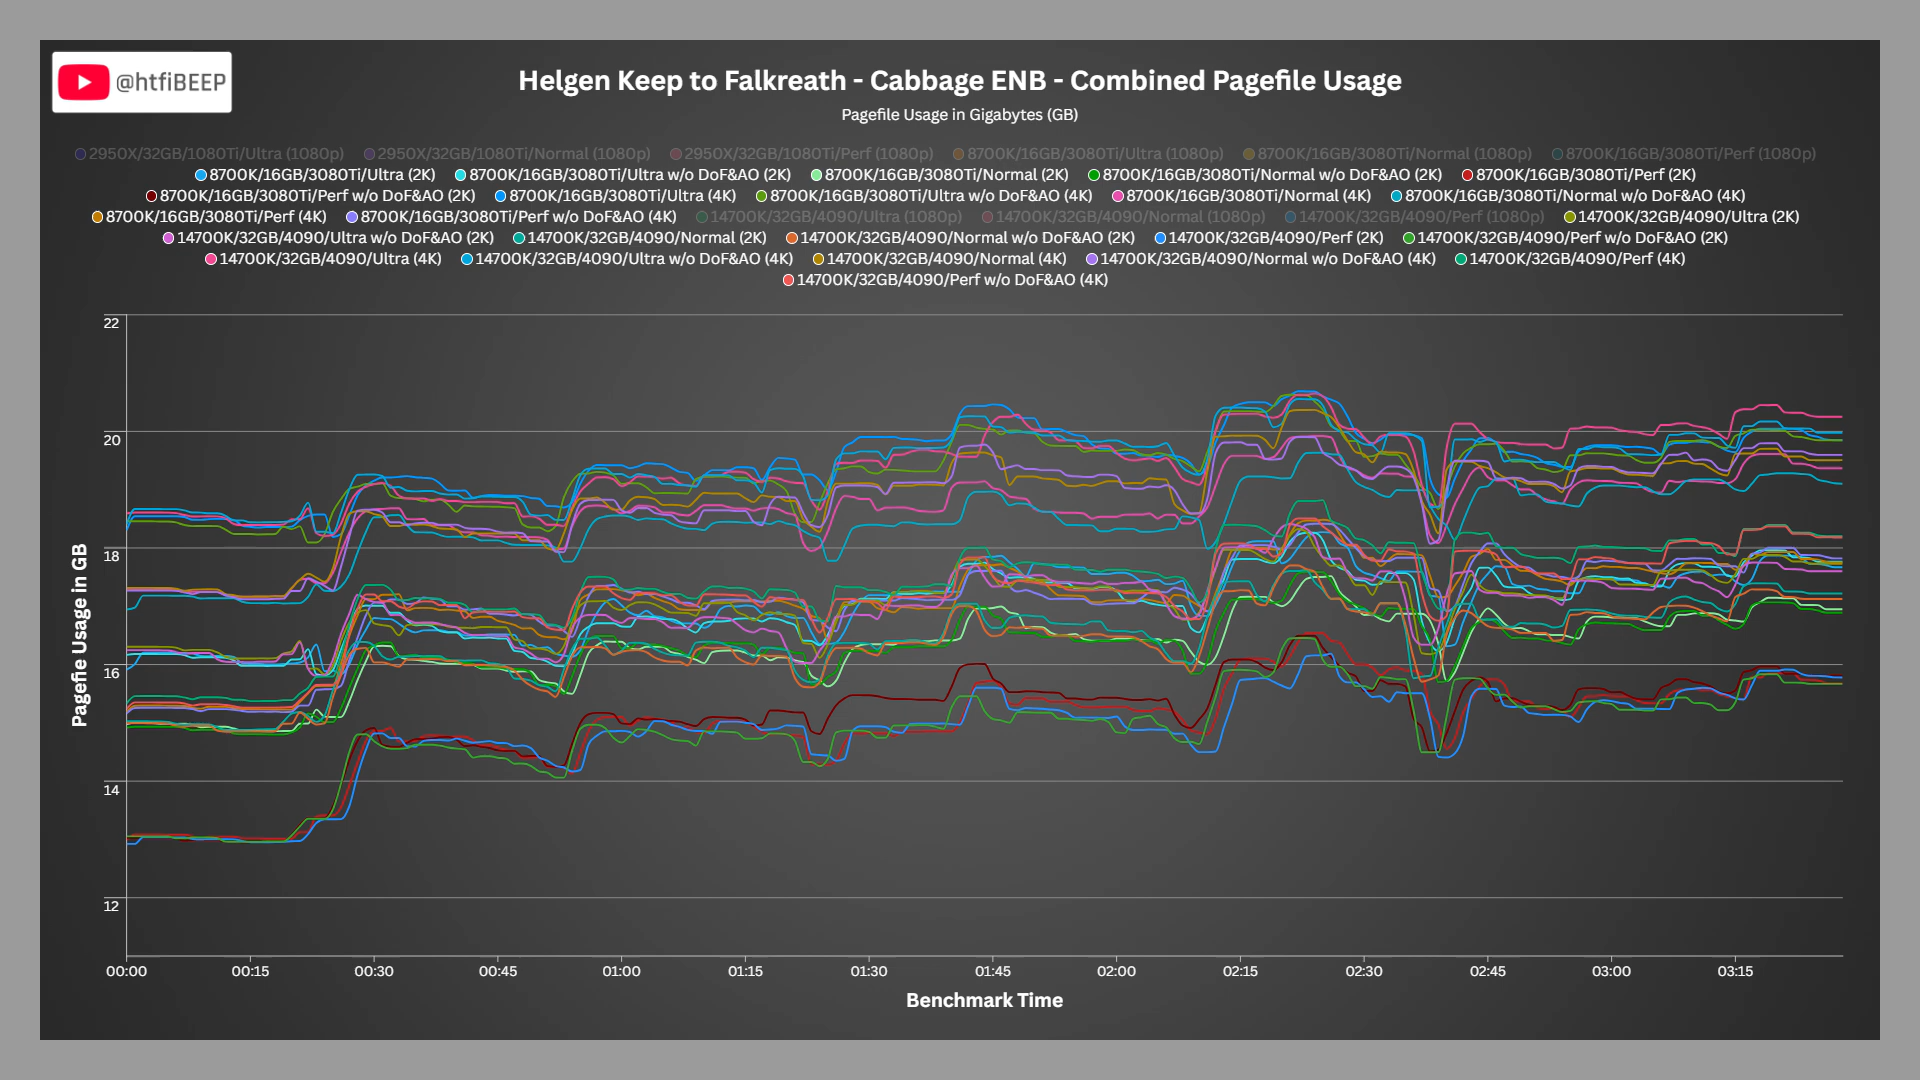 @htfiBEEP
Helgen Keep to Falkreath - Cabbage ENB - Combined Pagefile Usage
Pagefile Usage in Gigabytes (GB)
2950X/32GB/1080Ti/Ultra (1080p) 2950X/32GB/1080Ti/Normal (1080p) 2950X/32GB/1080Ti/Perf (1080p) 8700K/16GB/3080Ti/Ultra (1080p) 8700K/16GB/3080Ti/Normal (1080p) 8700K/16GB/3080Ti/Perf (1080p)
8700K/16GB/3080Ti/Ultra (2K) 8700K/16GB/3080Ti/Ultra w/o DoF&AO (2K) 8700K/16GB/3080Ti/Normal (2K) 8700K/16GB/3080Ti/Normal w/o DoF&AO (2K) 8700K/16GB/3080Ti/Perf (2K)
8700K/16GB/3080Ti/Perf w/o DoF&AO (2K) 8700K/16GB/3080Ti/Ultra (4K) 8700K/16GB/3080Ti/Ultra w/o DoF&AO (4K) 8700K/16GB/3080Ti/Normal (4K) 8700K/16GB/3080Ti/Normal w/o DoF&AO (4K)
8700K/16GB/3080Ti/Perf (4K) 8700K/16GB/3080Ti/Perf w/o DoF&AO (4K) 14700K/32GB/4090/Ultra (1080p) 14700K/32GB/4090/Normal (1080p) 14700K/32GB/4090/Perf (1080p) 14700K/32GB/4090/Ultra (2K)
14700K/32GB/4090/Ultra w/o DoF&AO (2K) 14700K/32GB/4090/Normal (2K) 14700K/32GB/4090/Normal w/o DoF&AO (2K) 14700K/32GB/4090/Perf (2K) 14700K/32GB/4090/Perf w/o DoF&AO (2K)
14700K/32GB/4090/Ultra (4K) 14700K/32GB/4090/Ultra w/o DoF&AO (4K) 14700K/32GB/4090/Normal (4K) 14700K/32GB/4090/Normal w/o DoF&AO (4K) 14700K/32GB/4090/Perf (4K)
14700K/32GB/4090/Perf w/o DoF&AO (4K)
22
20
18
16
14
12
Pagefie Usage in GB
00:00 00:15 00:30 00:45 01:00 01:15 01:30 01:45 02:00 02:15 02:30 02:45 03:00 03:15
Benchmark Time